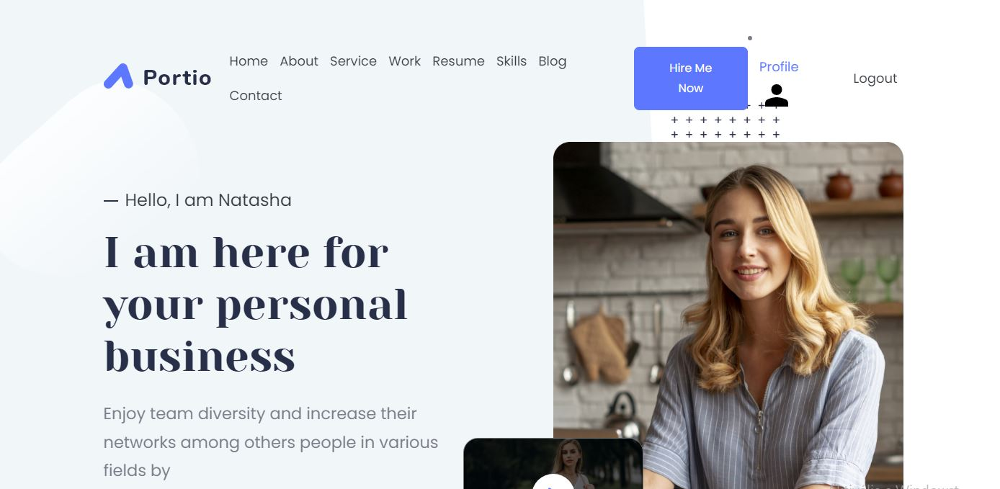 Portio
Home About Service Work Resume Skills Blog
Contact
Hire Me
Now
Profile
Logout
Hello, I am Natasha
I am here for
your personal
business
Enjoy team diversity and increase their
networks among others people in various
fields by